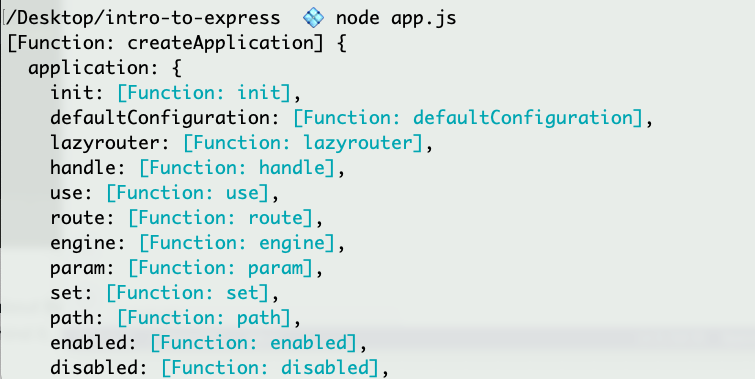 /Desktop/intro-to-express 💠 node app.js
[Function: createApplication] {
  application: {
    init: [Function: init],
    defaultConfiguration: [Function: defaultConfiguration],
    lazyrouter: [Function: lazyrouter],
    handle: [Function: handle],
    use: [Function: use],
    route: [Function: route],
    engine: [Function: engine],
    param: [Function: param],
    set: [Function: set],
    path: [Function: path],
    enabled: [Function: enabled],
    disabled: [Function: disabled],